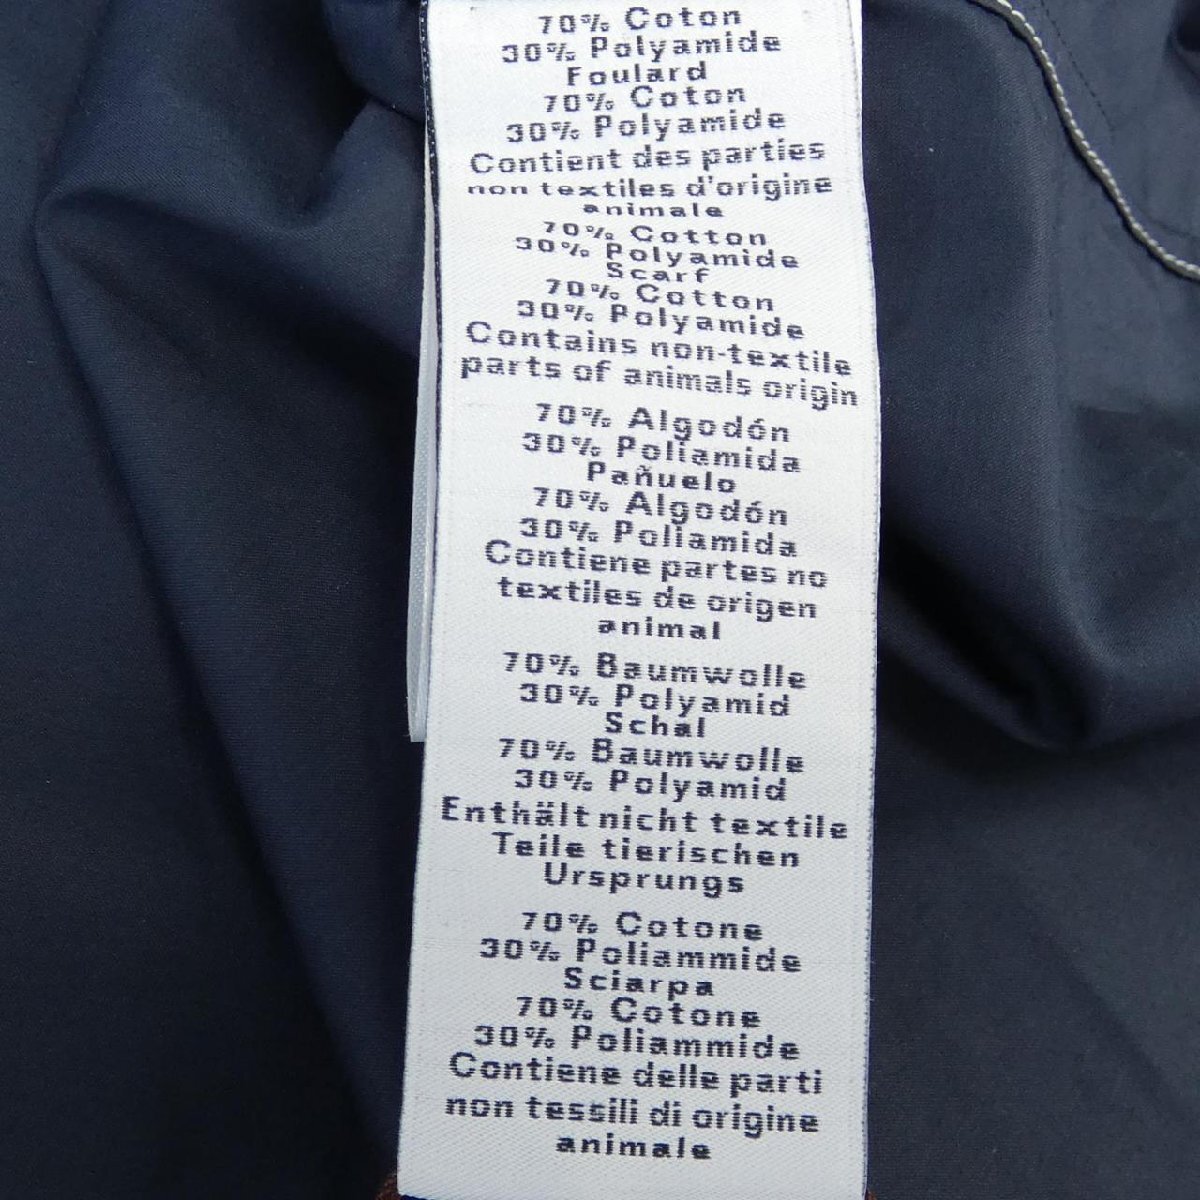 70% Coton
30% Polyamide
Foulard
70% Coton
30% Polyamide
Contient des parties
non textiles d'origine
animale
70% Cotton
30% Polyamide
Scarf
70% Cotton
30% Polyamide
Contains non-textile
parts of animals origin
70% Algodón
30% Poliamida
Pañuelo
70% Algodón
30% Poliamida
Contiene partes no
textiles de origen
animal
70% Baumwolle
30% Polyamid
Schal
70% Baumwolle
30% Polyamid
Enthält nicht textile
Teile tierischen
Ursprungs
70% Cotone
30% Poliammide
Sciarpa
70% Cotone
30% Poliammide
Contiene delle parti
non tessili di origine
animale